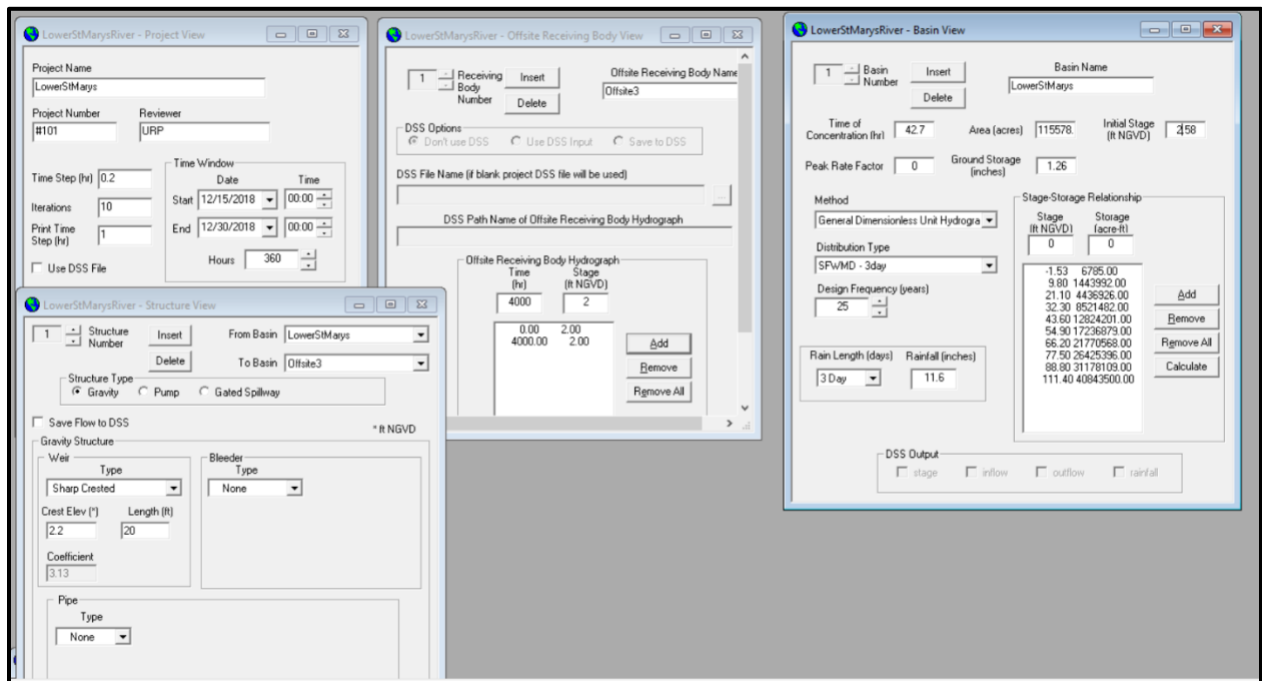 LowerStMarysRiver - Project View
Project Name
LowerStMarys
Project Number Reviewer
#101 URP
Time Window
Date Time
Time Step (hr) 0.2
Start 12/15/2018 00:00
Iterations 10
End 12/30/2018 00:00
Print Time
Step (hr) 1
Hours 360
Use DSS File
LowerStMarysRiver - Structure View
1 Structure
Number
Insert
Delete
From Basin LowerStMarys
To Basin Offsite3
Structure Type
Gravity Pump Gated Spillway
Save Flow to DSS
* ft NGVD
Gravity Structure
Weir
Type
Sharp Crested
Crest Elev (*) Length (ft)
2.2 20
Coefficient
3.13
Bleeder
Type
None
Pipe
Type
None
LowerStMarysRiver - Offsite Receiving Body View
1 Receiving
Body
Number
Insert
Delete
Offsite Receiving Body Name
Offsite3
DSS Options
Don't use DSS Use DSS Input Save to DSS
DSS File Name (if blank project DSS file will be used)
...
DSS Path Name of Offsite Receiving Body Hydrograph
Offsite Receiving Body Hydrograph
Time Stage
(hr) (ft NGVD)
4000 2
0.00 2.00
4000.00 2.00
Add
Remove
Remove All
LowerStMarysRiver - Basin View
1 Basin
Number
Insert
Delete
Basin Name
LowerStMarys
Time of
Concentration (hr) 42.7
Area (acres) 115578.
Initial Stage
(ft NGVD) 2.58
Peak Rate Factor 0
Ground Storage
(inches) 1.26
Method
General Dimensionless Unit Hydrogra
Distribution Type
SFWMD - 3day
Design Frequency (years)
25
Rain Length (days) Rainfall (inches)
3 Day 11.6
Stage-Storage Relationship
Stage Storage
(ft NGVD) (acre-ft)
0 0
-1.53 6785.00
9.80 1443992.00
21.10 4436926.00
32.30 8521482.00
43.60 12824201.00
54.90 17236879.00
66.20 21770568.00
77.50 26425396.00
88.80 31178109.00
111.40 40843500.00
Add
Remove
Remove All
Calculate
DSS Output
stage inflow outflow rainfall